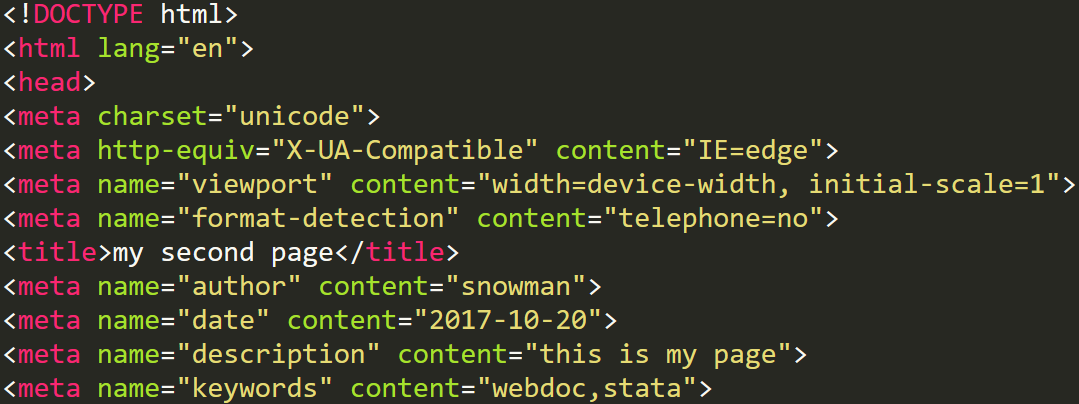 <!DOCTYPE html>
<html lang="en">
<head>
<meta charset="unicode">
<meta http-equiv="X-UA-Compatible" content="IE=edge">
<meta name="viewport" content="width=device-width, initial-scale=1">
<meta name="format-detection" content="telephone=no">
<title>my second page</title>
<meta name="author" content="snowman">
<meta name="date" content="2017-10-20">
<meta name="description" content="this is my page">
<meta name="keywords" content="webdoc,stata">